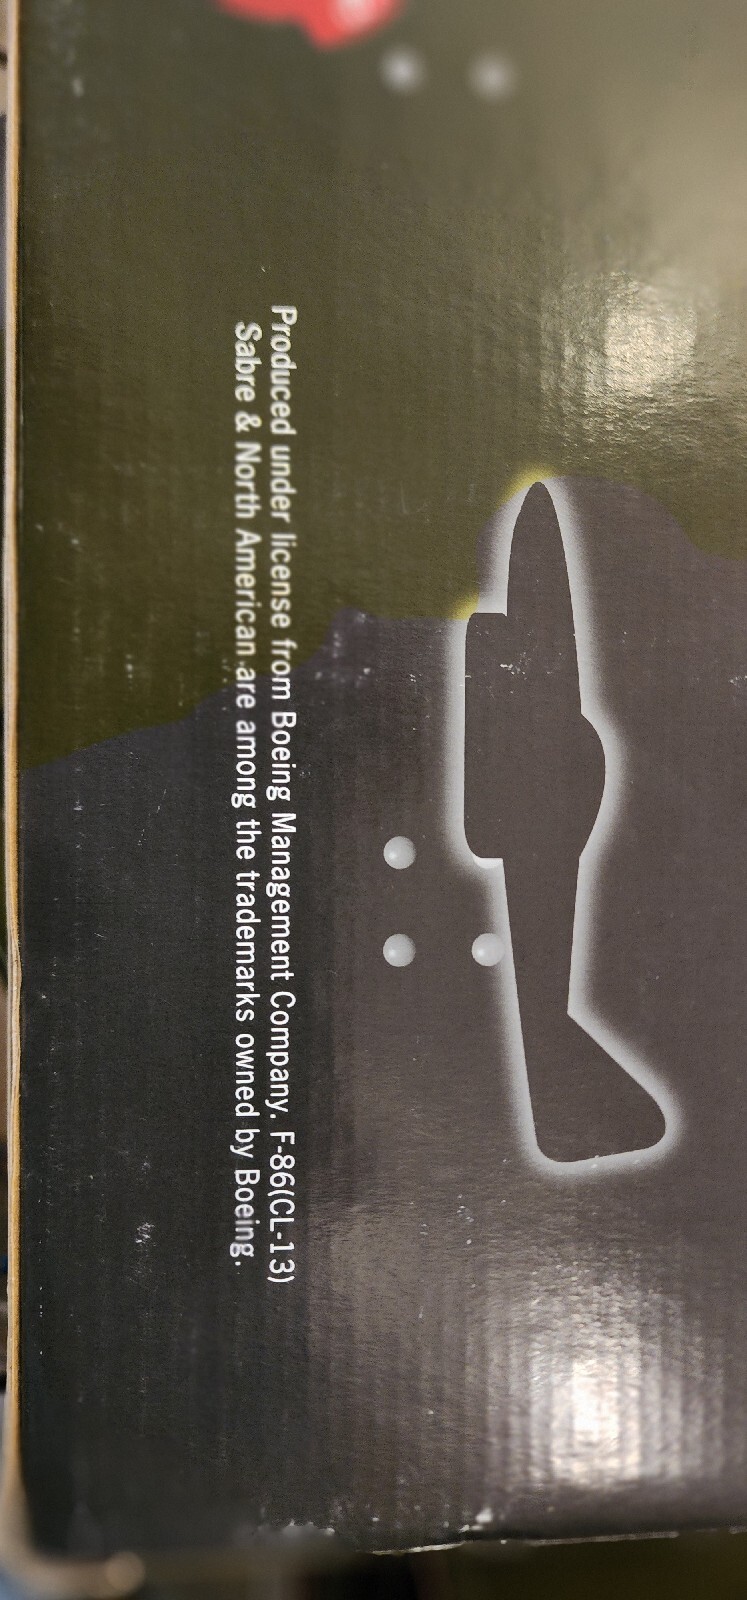 Produced under license from Boeing Management Company. F-86(CL-13)
Sabre & North American are among the trademarks owned by Boeing.